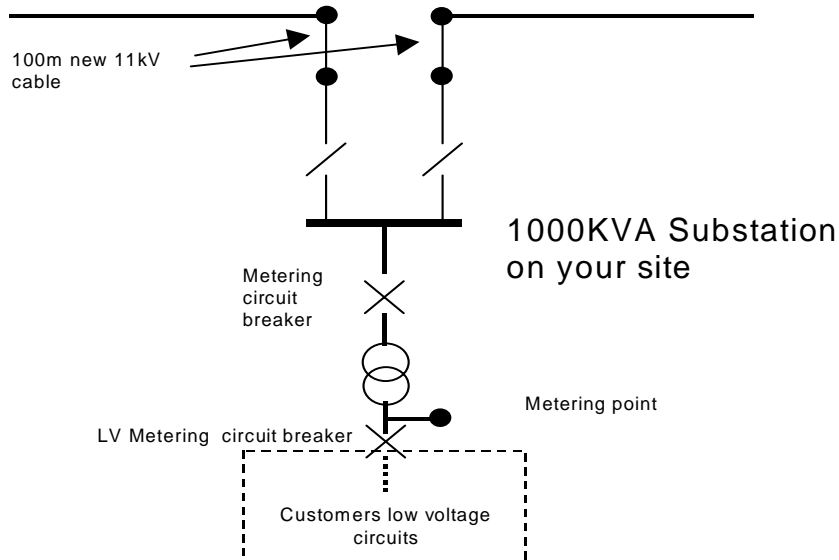 100m new 11kV
cable
1000KVA Substation
on your site
Metering
circuit
breaker
Metering point
LV Metering circuit breaker
Customers low voltage
circuits